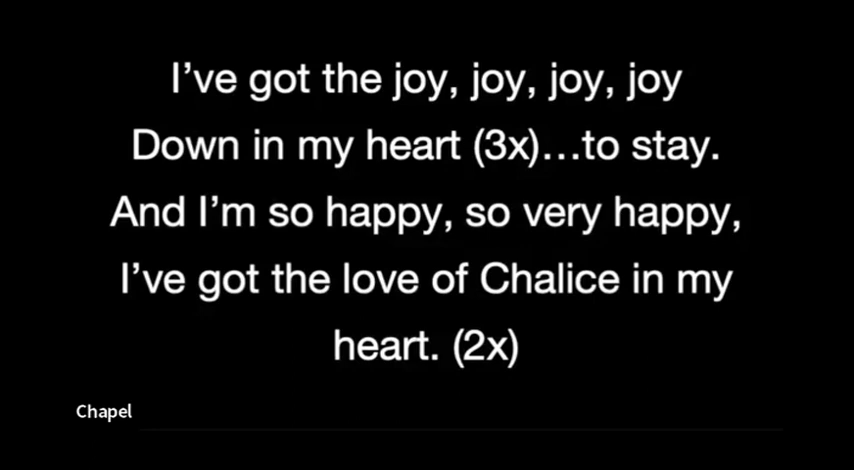 I’ve got the joy, joy, joy, joy
Down in my heart (3x)…to stay.
And I’m so happy, so very happy,
I’ve got the love of Chalice in my
heart. (2x)
Chapel